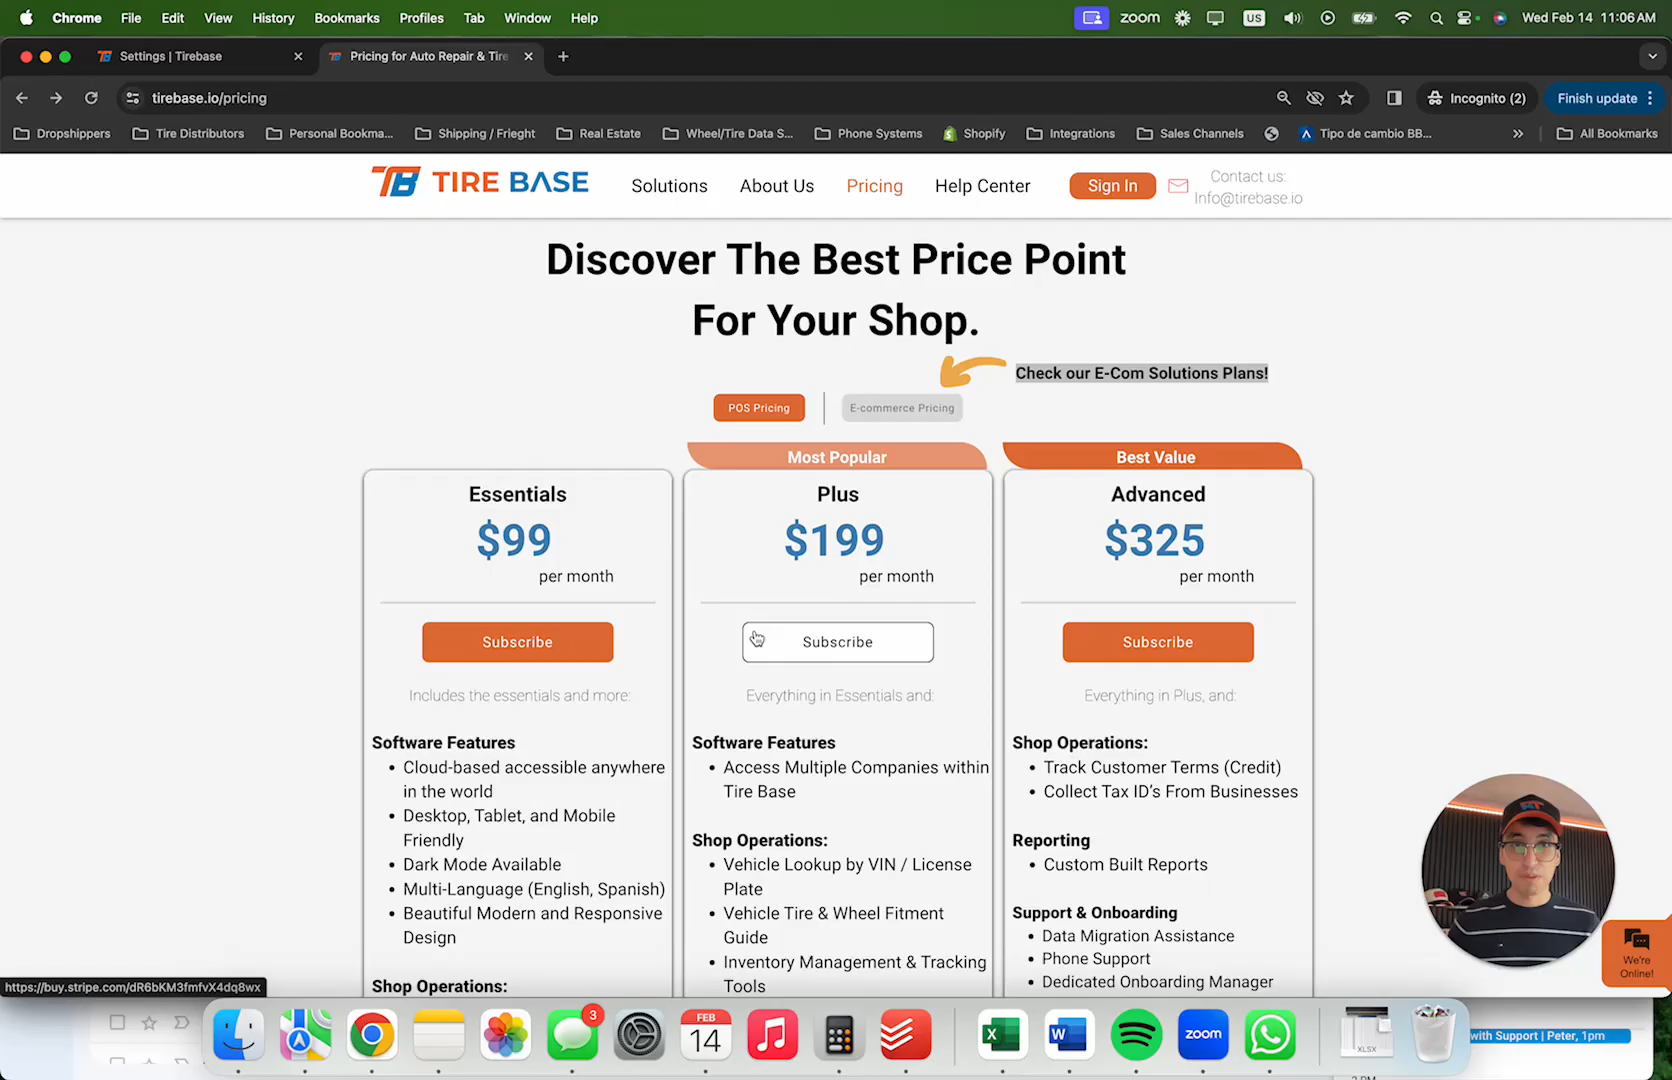 Chrome File Edit View History Bookmarks Profiles Tab Window Help
zoom US Wed Feb 14 11:06 AM
Settings | Tirebase
Pricing for Auto Repair & Tire
tirebase.io/pricing
Incognito (2)
Finish update
Dropshippers
Tire Distributors
Personal Bookma...
Shipping / Frieght
Real Estate
Wheel/Tire Data S...
Phone Systems
Shopify
Integrations
Sales Channels
Tipo de cambio BB...
All Bookmarks
TB TIRE BASE
Solutions
About Us
Pricing
Help Center
Sign In
Contact us:
Info@tirebase.io
Discover The Best Price Point
For Your Shop.
Check our E-Com Solutions Plans!
POS Pricing
E-commerce Pricing
Essentials
$99
per month
Subscribe
Includes the essentials and more:
Software Features
Cloud-based accessible anywhere
in the world
Desktop, Tablet, and Mobile
Friendly
Dark Mode Available
Multi-Language (English, Spanish)
Beautiful Modern and Responsive
Design
Shop Operations:
Most Popular
Plus
$199
per month
Subscribe
Everything in Essentials and:
Software Features
Access Multiple Companies within
Tire Base
Shop Operations:
Vehicle Lookup by VIN / License
Plate
Vehicle Tire & Wheel Fitment
Guide
Inventory Management & Tracking
Tools
Best Value
Advanced
$325
per month
Subscribe
Everything in Plus, and:
Shop Operations:
Track Customer Terms (Credit)
Collect Tax ID's From Businesses
Reporting
Custom Built Reports
Support & Onboarding
Data Migration Assistance
Phone Support
Dedicated Onboarding Manager
We're
Online!
https://buy.stripe.com/dR6bKM3fmfvX4dq8wx
3
FEB
14
X
W
zoom
XLSX
with Support | Peter, 1pm